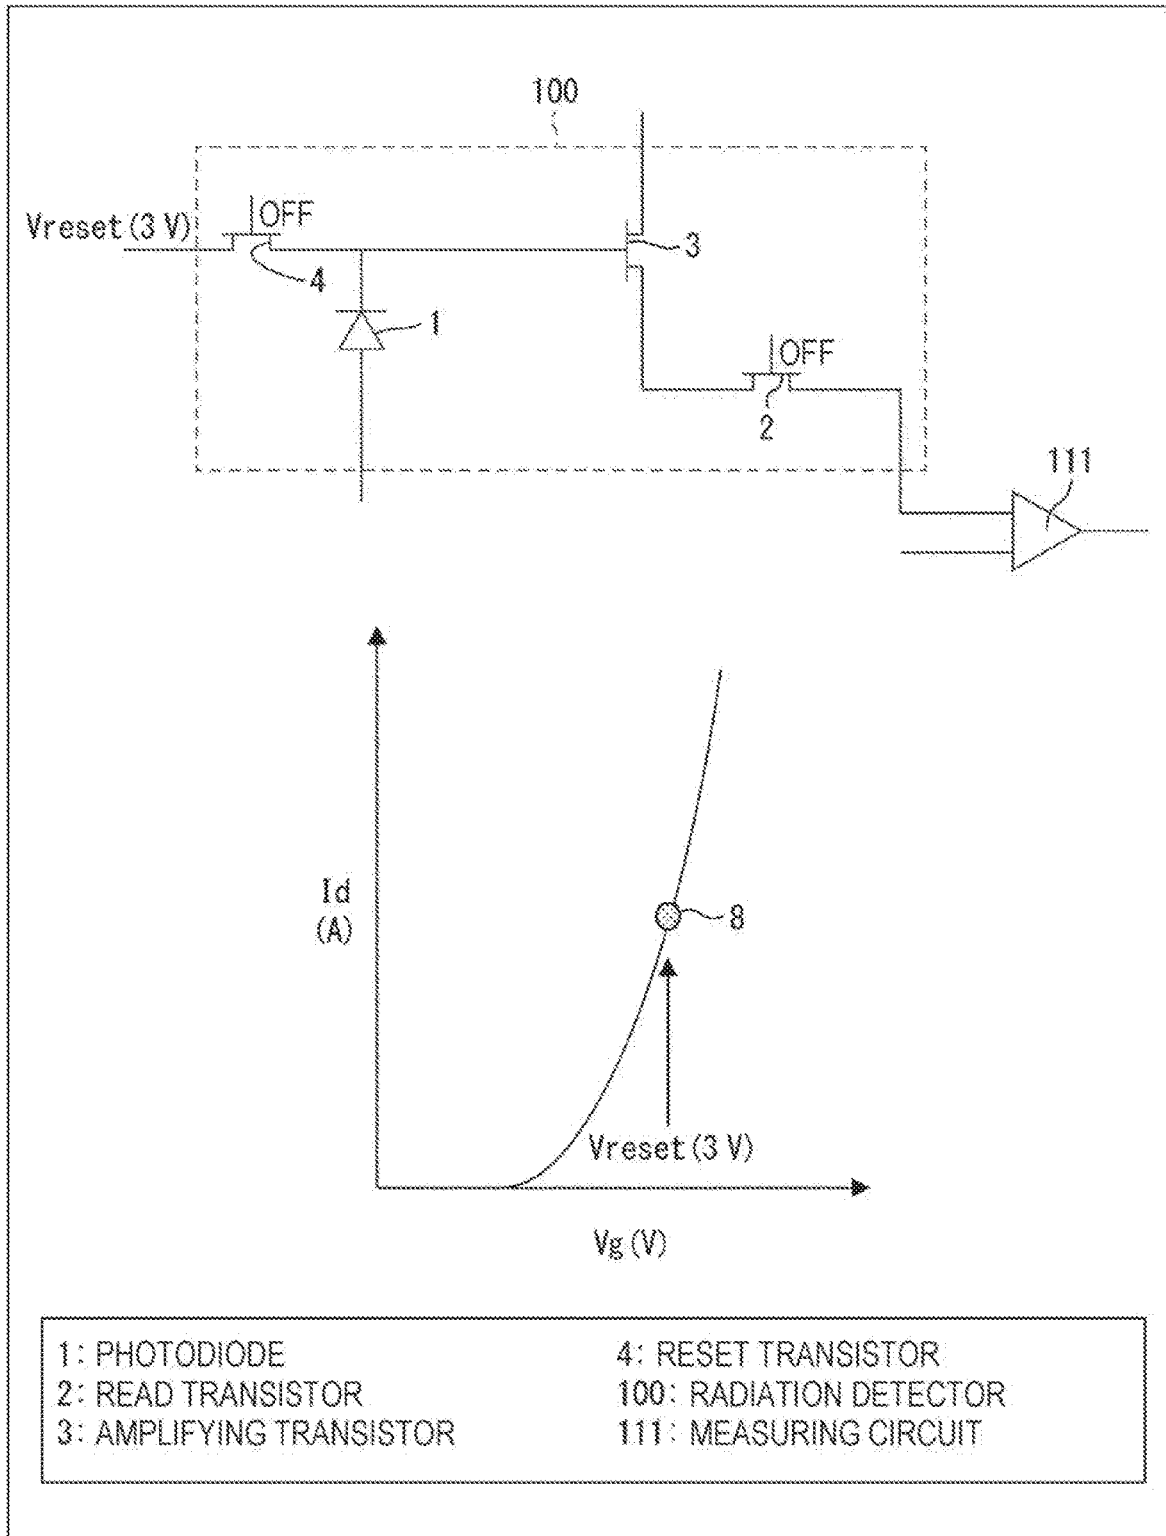 100
Vreset(3 V)
OFF
4
3
1
OFF
2
111
Id
(A)
8
Vreset(3 V)
Vg(V)
1: PHOTODIODE
2: READ TRANSISTOR
3: AMPLIFYING TRANSISTOR
4: RESET TRANSISTOR
100: RADIATION DETECTOR
111: MEASURING CIRCUIT